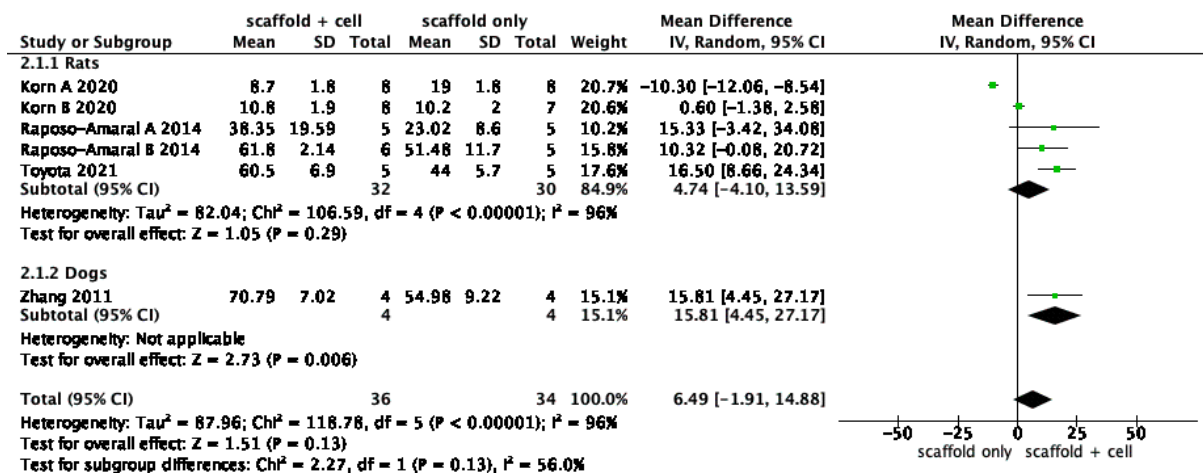 scaffold + cell scaffold only Mean Difference Mean Difference
Study or Subgroup Mean SD Total Mean SD Total Weight IV, Random, 95% CI IV, Random, 95% CI
2.1.1 Rats
Korn A 2020 8.7 1.8 8 19 1.8 8 20.7% −10.30 [−12.06, −8.54]
Korn B 2020 10.8 1.9 8 10.2 2 7 20.6% 0.60 [−1.38, 2.58]
Raposo−Amaral A 2014 38.35 19.59 5 23.02 8.6 5 10.2% 15.33 [−3.42, 34.08]
Raposo−Amaral B 2014 61.8 2.14 6 51.48 11.7 5 15.8% 10.32 [−0.08, 20.72]
Toyota 2021 60.5 6.9 5 44 5.7 5 17.6% 16.50 [8.66, 24.34]
Subtotal (95% CI) 32 30 84.9% 4.74 [−4.10, 13.59]
Heterogeneity: Tau² = 82.04; Chi² = 106.59, df = 4 (P < 0.00001); I² = 96%
Test for overall effect: Z = 1.05 (P = 0.29)
2.1.2 Dogs
Zhang 2011 70.79 7.02 4 54.98 9.22 4 15.1% 15.81 [4.45, 27.17]
Subtotal (95% CI) 4 4 15.1% 15.81 [4.45, 27.17]
Heterogeneity: Not applicable
Test for overall effect: Z = 2.73 (P = 0.006)
Total (95% CI) 36 34 100.0% 6.49 [−1.91, 14.88]
Heterogeneity: Tau² = 87.96; Chi² = 118.78, df = 5 (P < 0.00001); I² = 96%
Test for overall effect: Z = 1.51 (P = 0.13)
Test for subgroup differences: Chi² = 2.27, df = 1 (P = 0.13), I² = 56.0%
−50 −25 0 25 50
scaffold only scaffold + cell